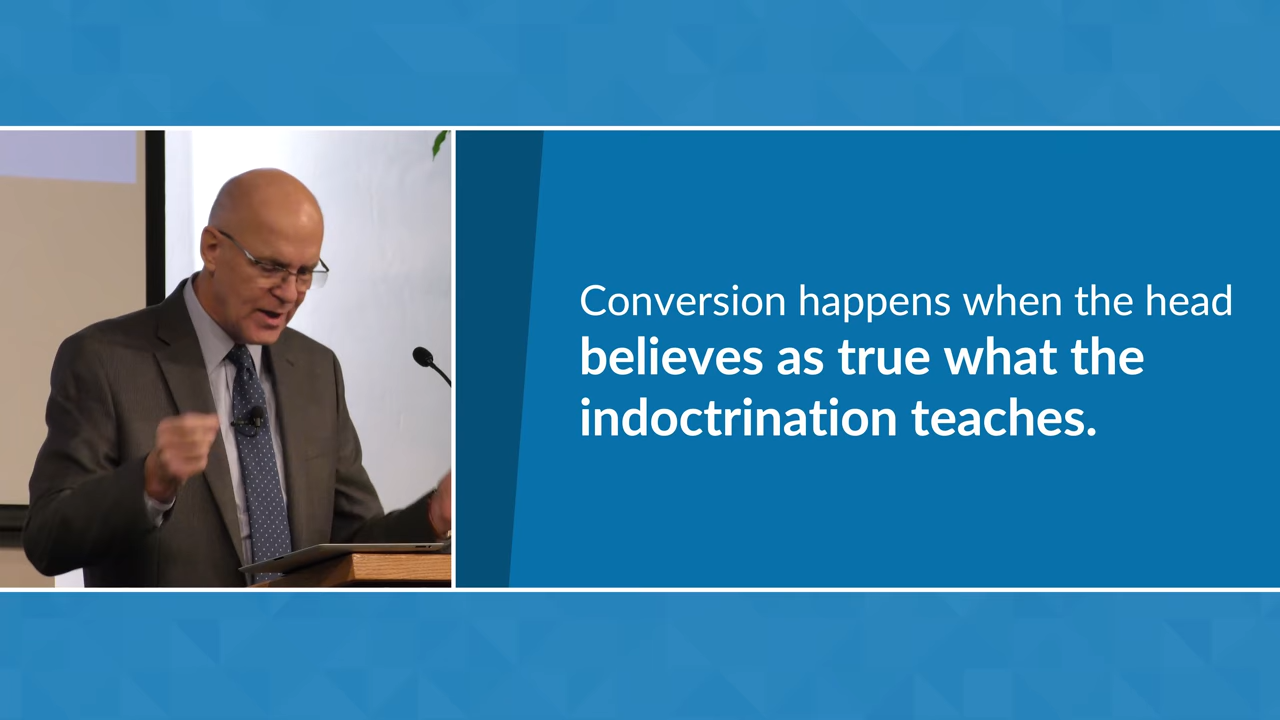 Conversion happens when the head
believes as true what the
indoctrination teaches.